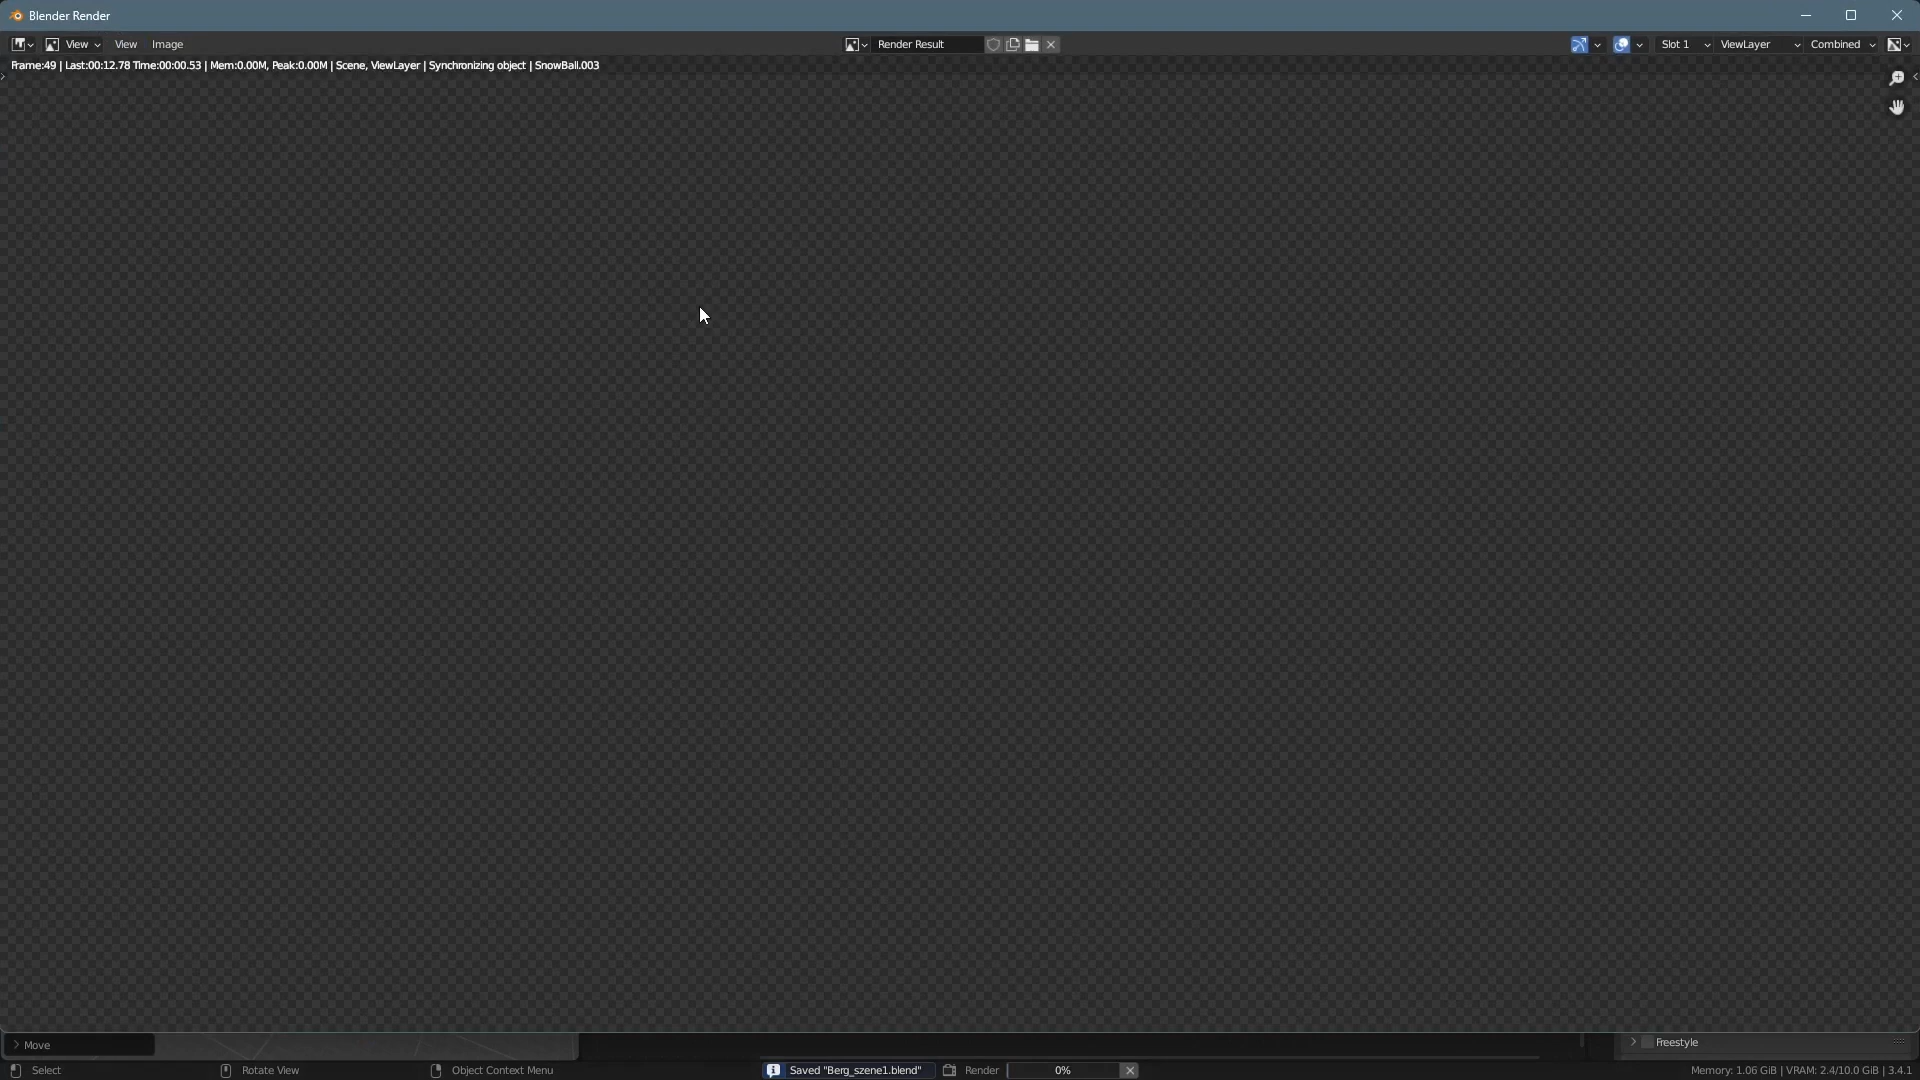 Blender Render
View View Image Render Result Slot 1 ViewLayer Combined
Frame:49 | Last:00:12.78 Time:00:00.53 | Mem:0.00M, Peak:0.00M | Scene, ViewLayer | Synchronizing object | SnowBall.003
Move Freestyle
Select Rotate View Object Context Menu Saved "Berg_szene1.blend" Render 0% Memory: 1.06 GiB | VRAM: 2.4/10.0 GiB | 3.4.1